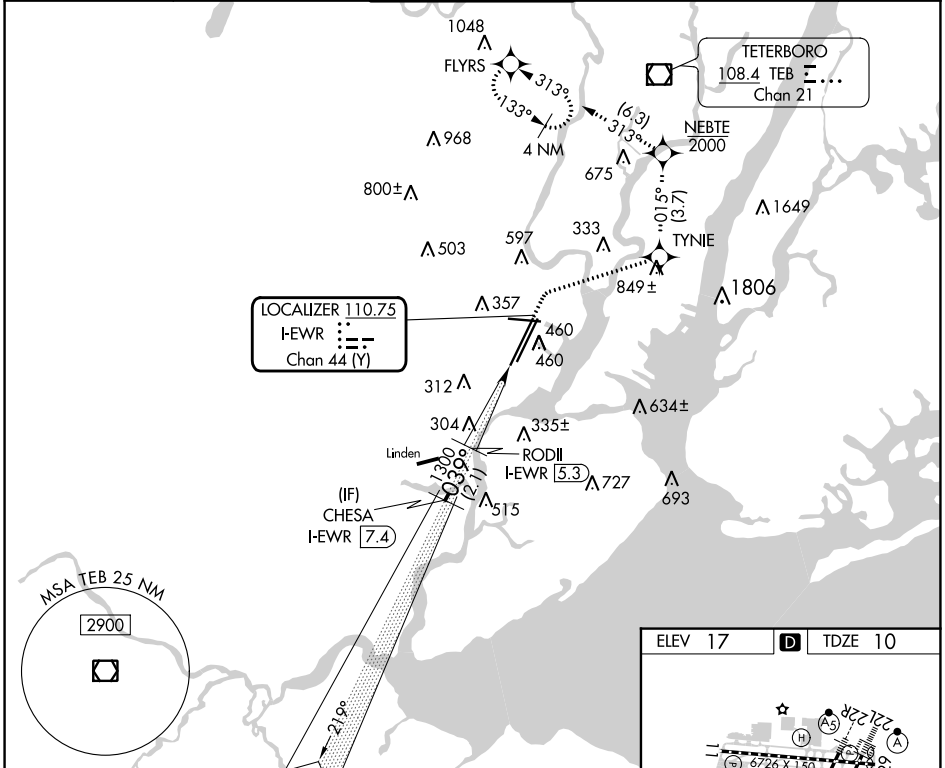 1048
FLYRS
313°
133°
4 NM
(6.3)
313°
TETERBORO
108.4 TEB
Chan 21
NEBTE
2000
968
675
800±
015°
(3.7)
1649
503
597
333
TYNIE
849±
1806
357
LOCALIZER 110.75
I-EWR
Chan 44 (Y)
460
460
312
634±
304
335±
Linden
RODII
I-EWR 5.3
1300
039°
(2.1)
727
693
(IF)
CHESA
I-EWR 7.4
515
MSA TEB 25 NM
2900
219°
ELEV 17
D
TDZE 10
22R
22L
A5
A
H
P
11
6726 X 150
P